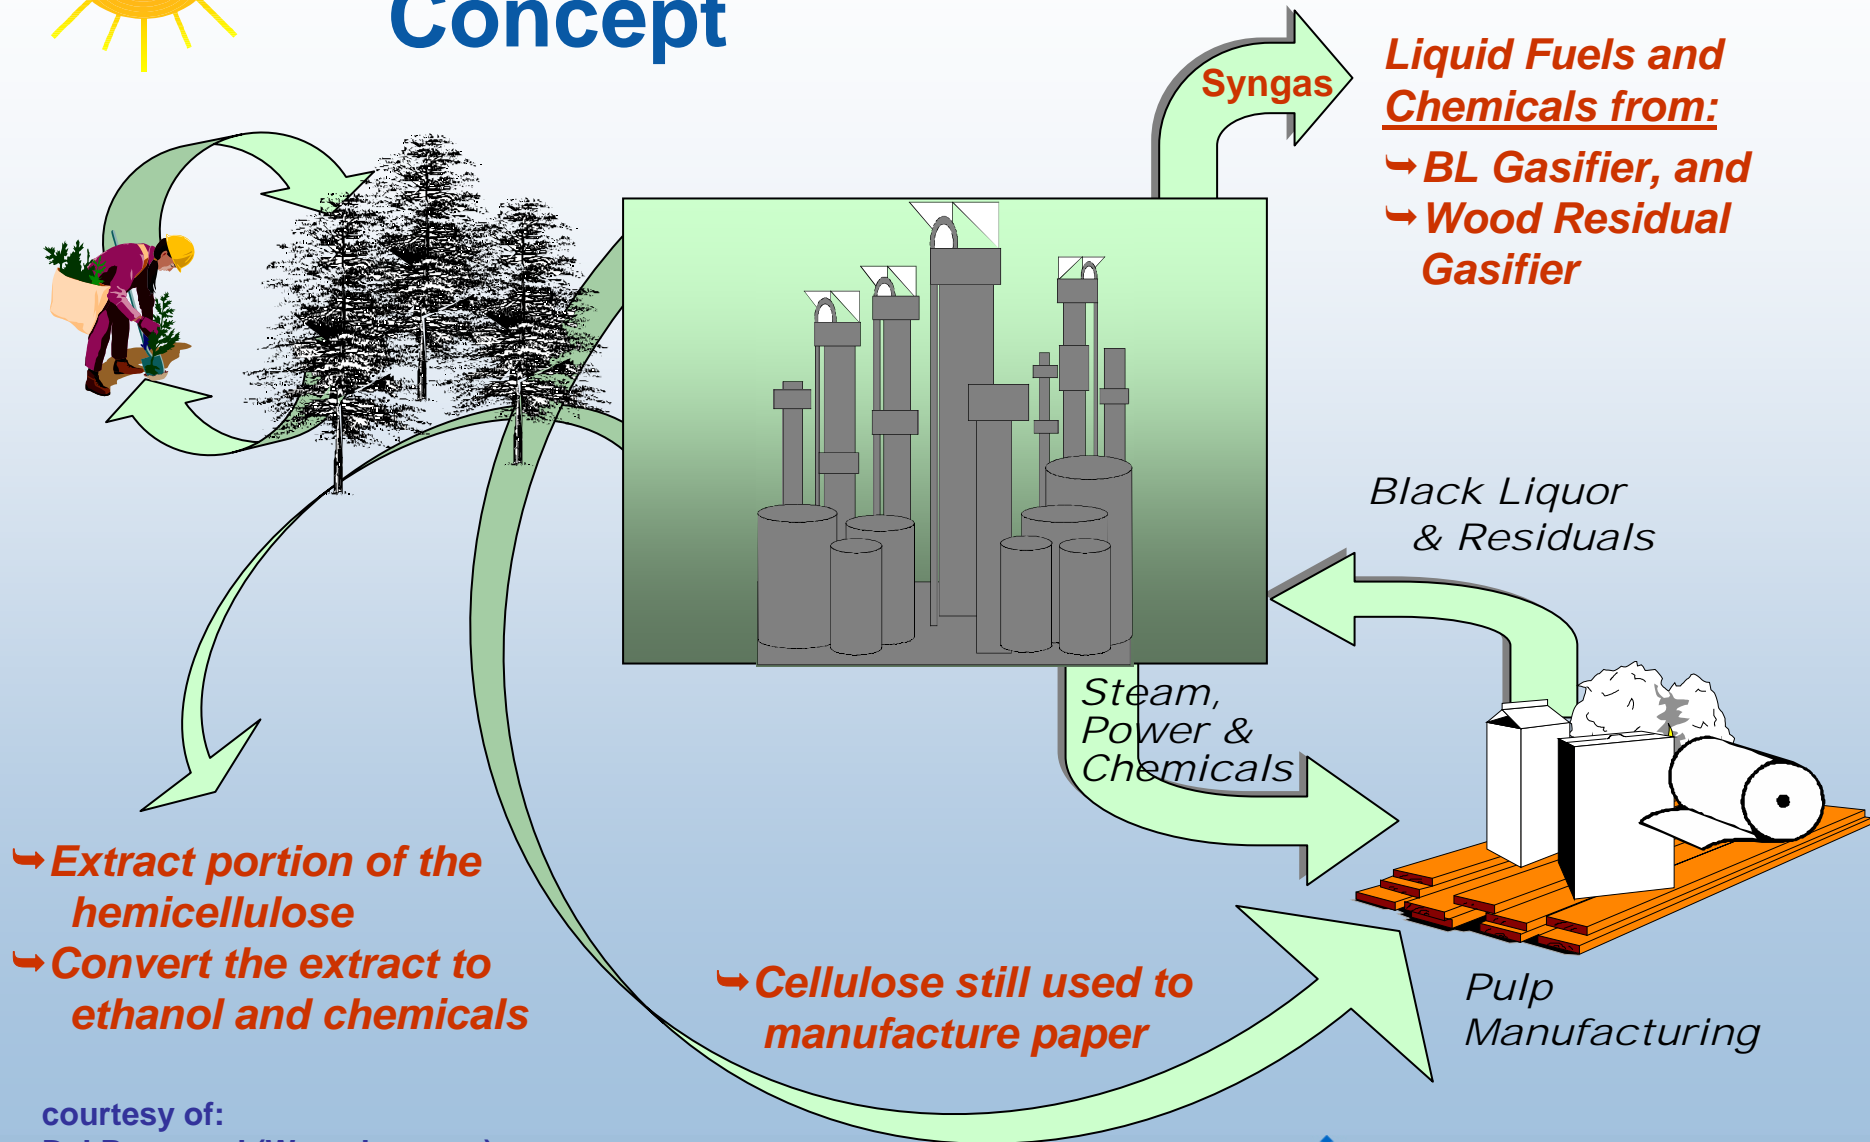 Concept
Syngas
Liquid Fuels and
Chemicals from:
➥BL Gasifier, and
➥Wood Residual
Gasifier
Black Liquor
& Residuals
Steam,
Power &
Chemicals
➥Extract portion of the
hemicellulose
➥Convert the extract to
ethanol and chemicals
➥Cellulose still used to
manufacture paper
Pulp
Manufacturing
courtesy of: